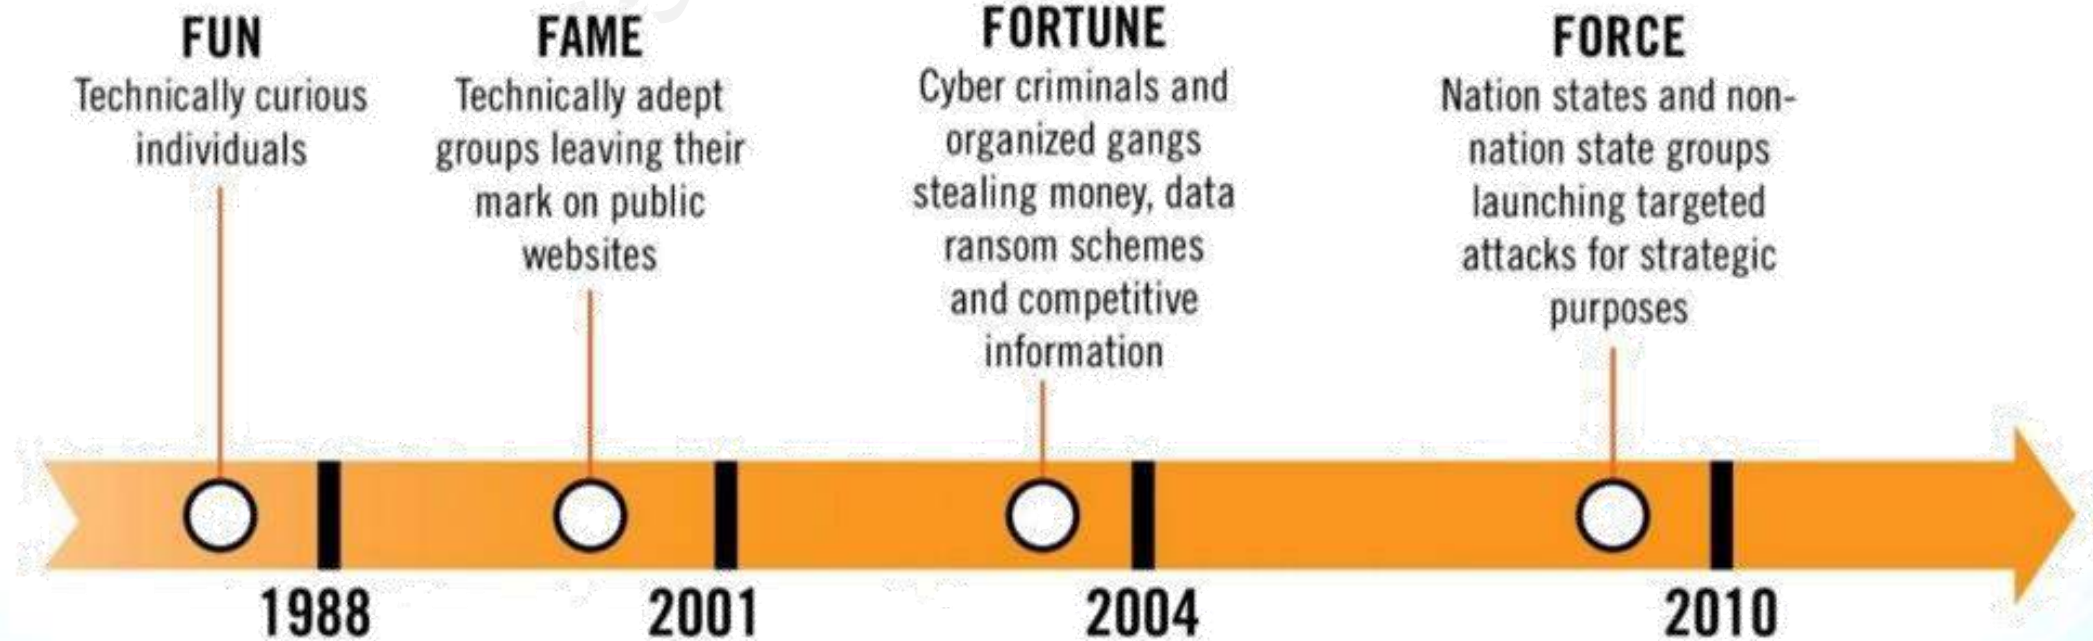 FUN
Technically curious
individuals
FAME
Technically adept
groups leaving their
mark on public
websites
FORTUNE
Cyber criminals and
organized gangs
stealing money, data
ransom schemes
and competitive
information
FORCE
Nation states and non-
nation state groups
launching targeted
attacks for strategic
purposes
1988
2001
2004
2010